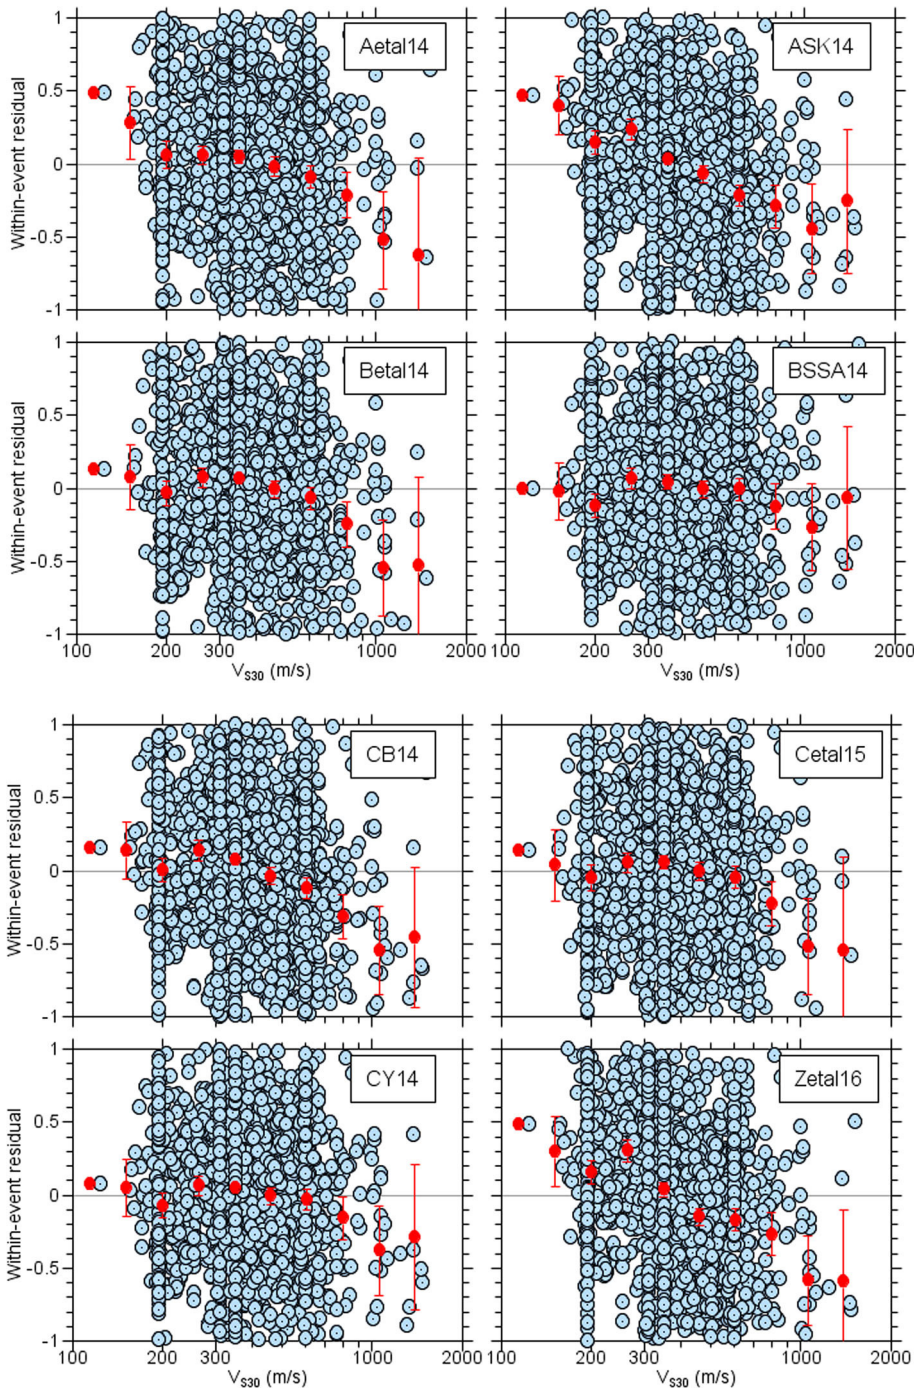 1
0.5
0
-0.5
-1
Within-event residual
Aetal14
ASK14
1
0.5
0
-0.5
-1
Within-event residual
Betal14
BSSA14
100 200 300 1000 2000
100 200 300 1000 2000
VS30 (m/s)
VS30 (m/s)
1
0.5
0
-0.5
-1
Within-event residual
CB14
Cetal15
1
0.5
0
-0.5
-1
Within-event residual
CY14
Zetal16
100 200 300 1000 2000
100 200 300 1000 2000
VS30 (m/s)
VS30 (m/s)